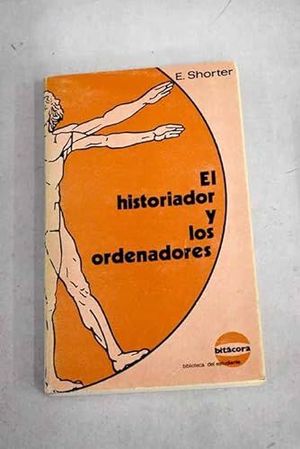 E. Shorter
El
historiador
y
los
ordenadores
bitácora
biblioteca del estudiante